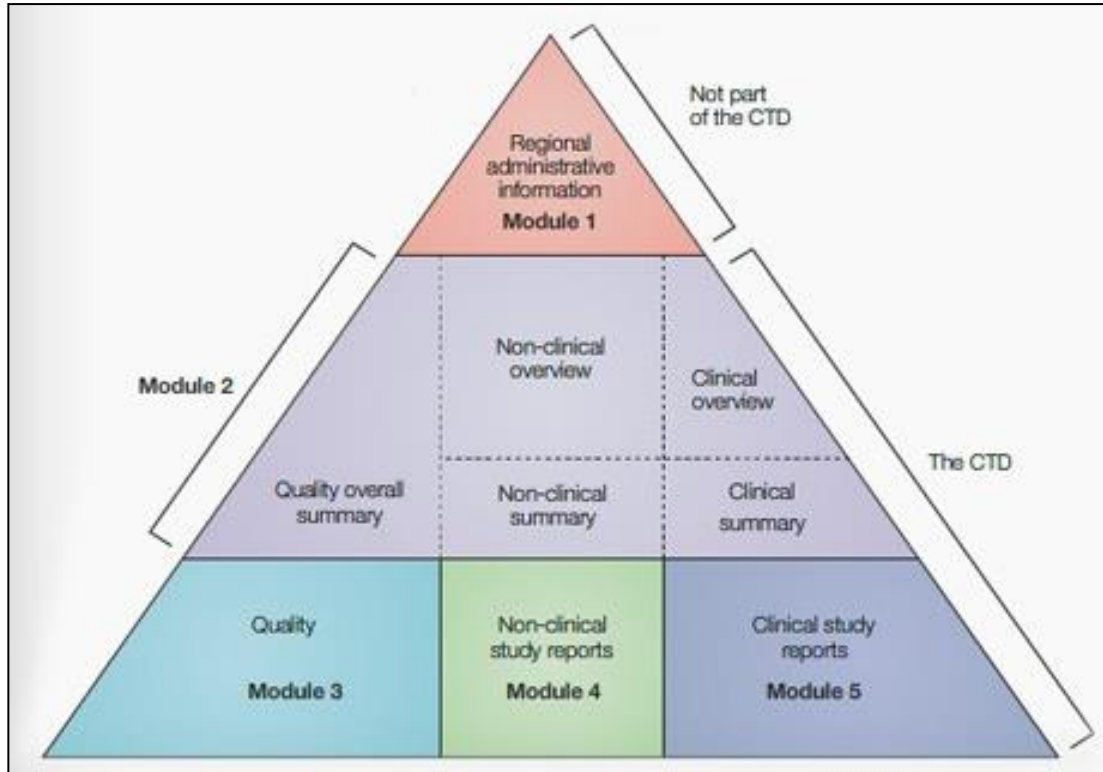 Not part
of the CTD
Regional
administrative
information
Module 1
Module 2
Non-clinical
overview
Clinical
overview
The CTD
Quality overall
summary
Non-clinical
summary
Clinical
summary
Quality
Module 3
Non-clinical
study reports
Module 4
Clinical study
reports
Module 5